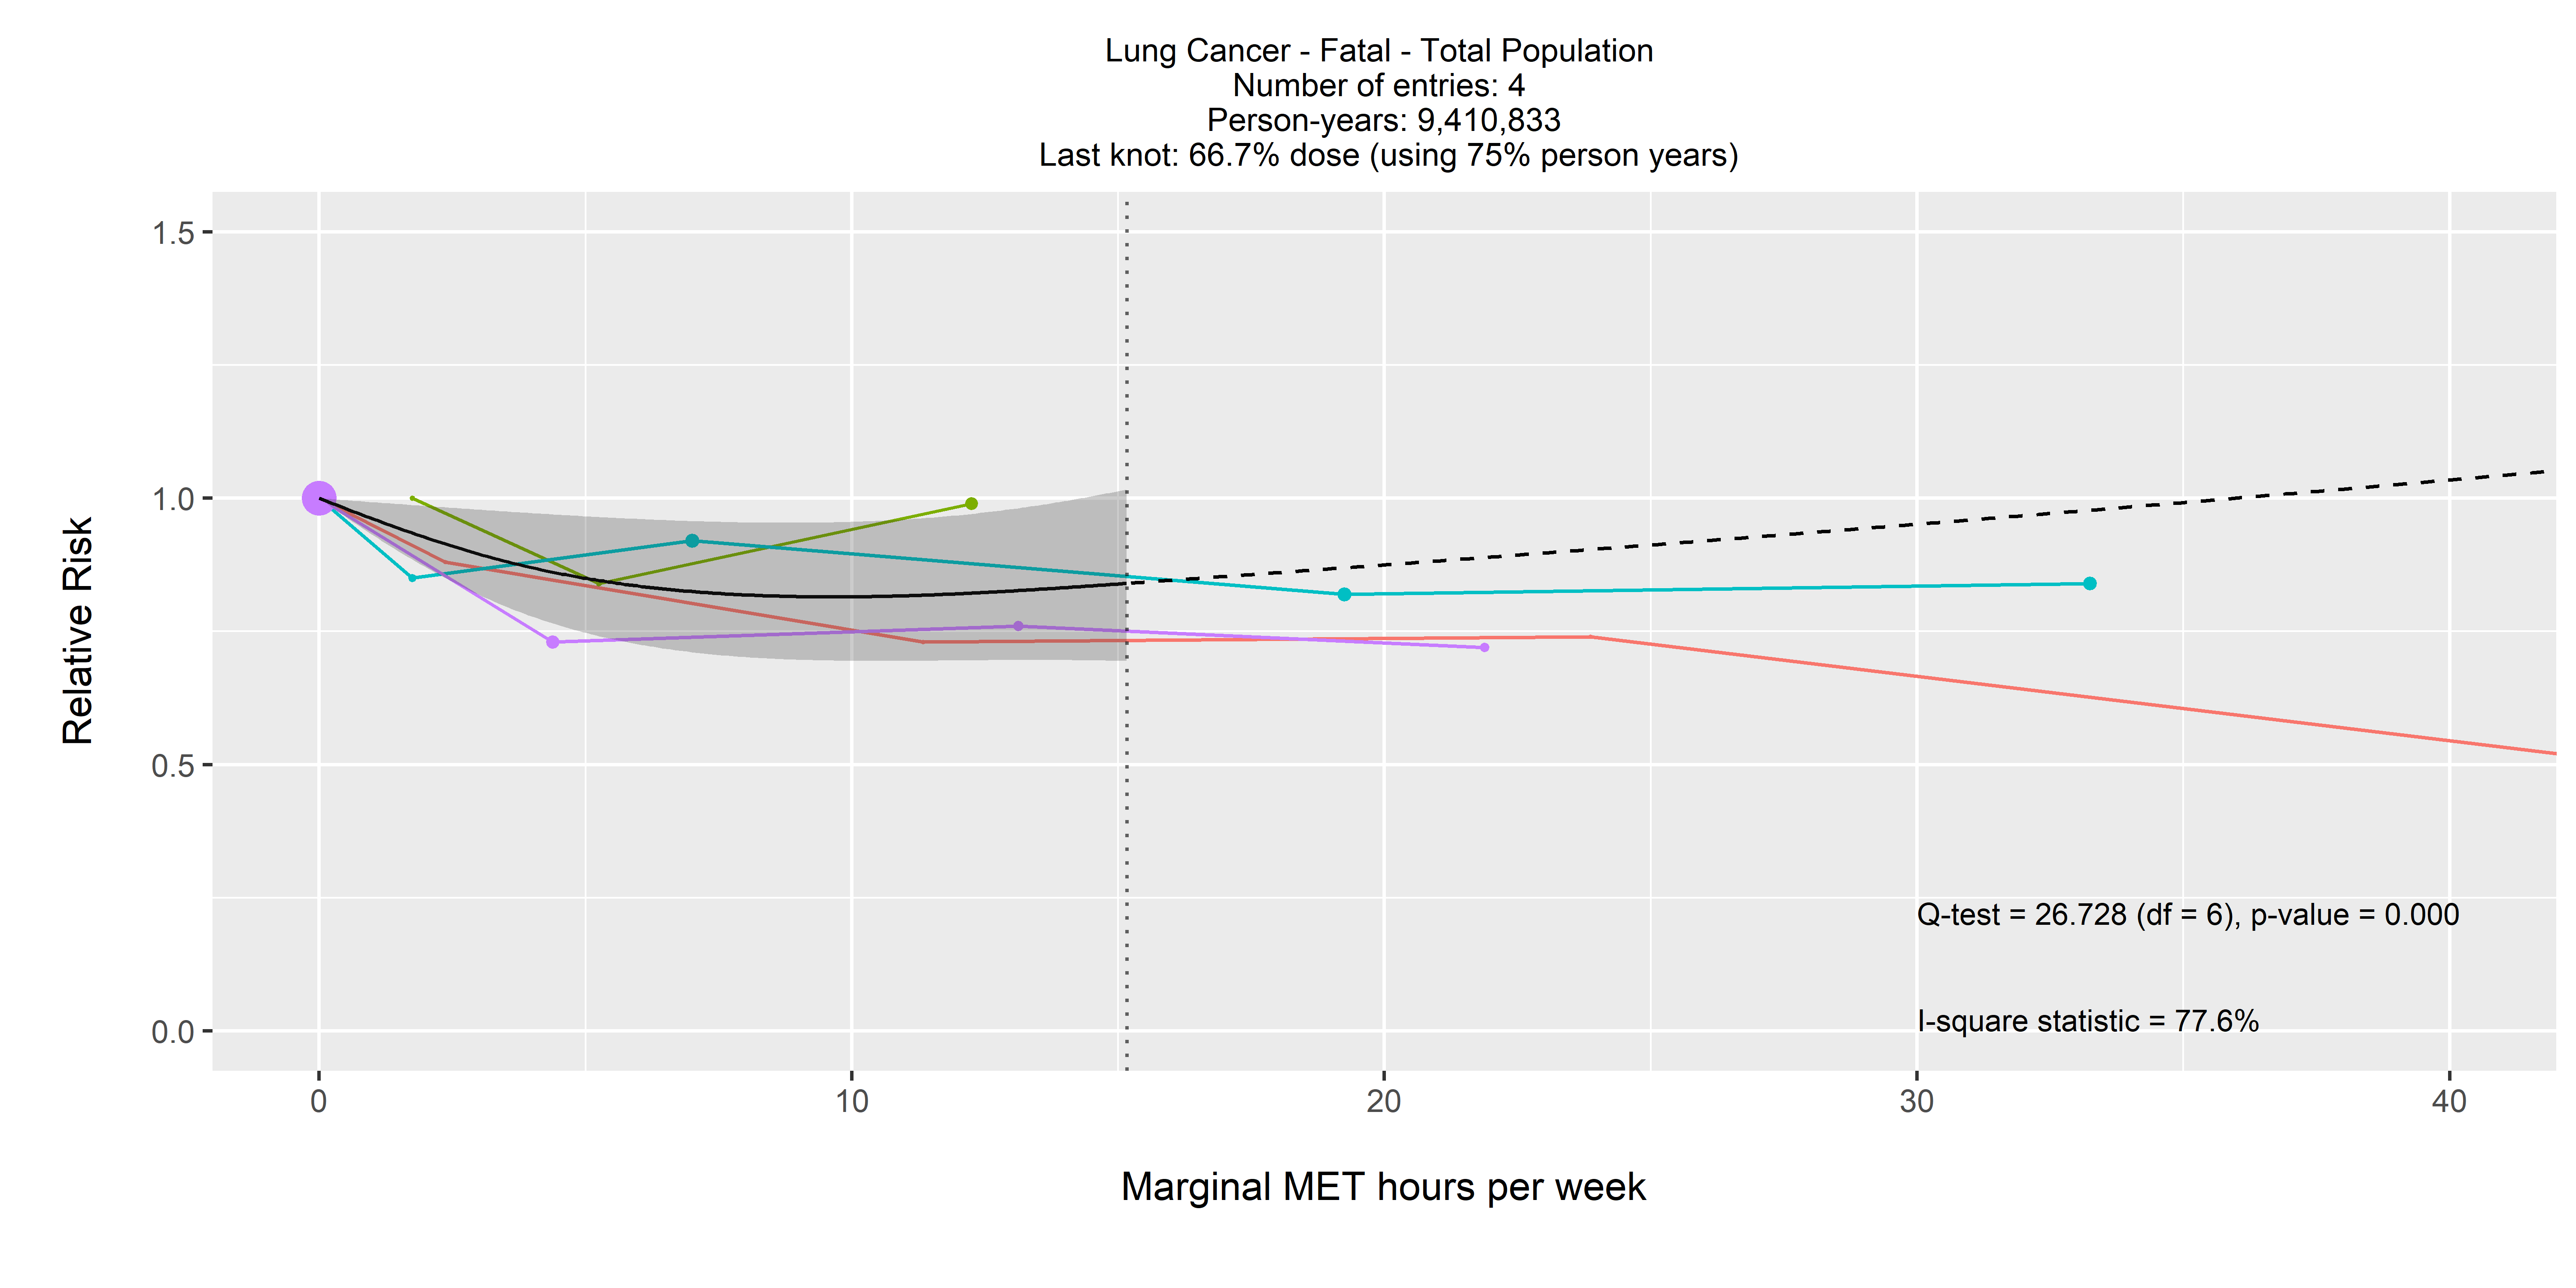 Lung Cancer - Fatal - Total Population
Number of entries: 4
Person-years: 9,410,833
Last knot: 66.7% dose (using 75% person years)
1.5
1.0
0.5
0.0
Relative Risk
Q-test = 26.728 (df = 6), p-value = 0.000
I-square statistic = 77.6%
0 10 20 30 40
Marginal MET hours per week